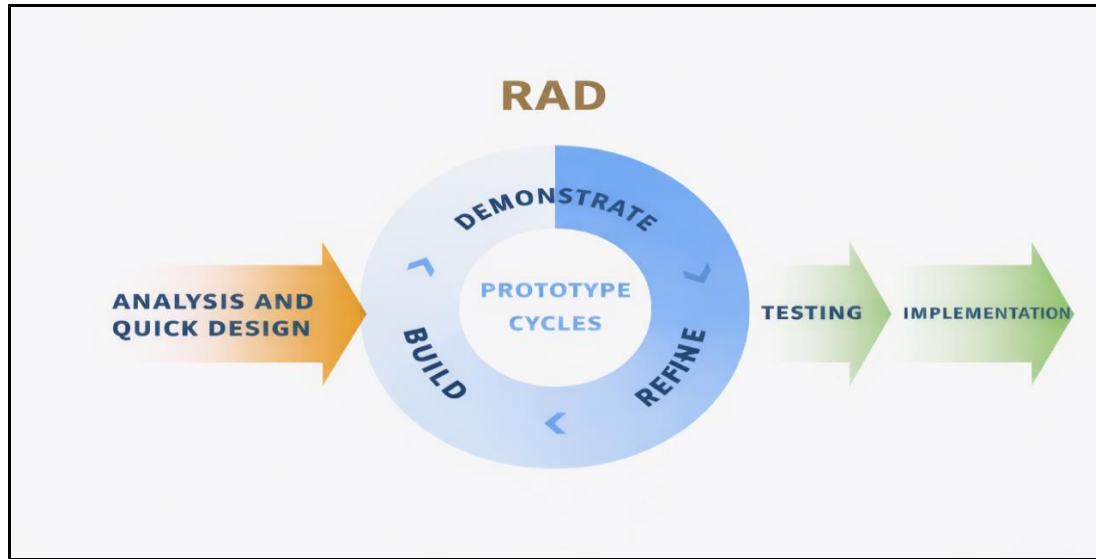 RAD
DEMONSTRATE
PROTOTYPE
CYCLES
ANALYSIS AND
QUICK DESIGN
BUILD
REFINE
TESTING
IMPLEMENTATION